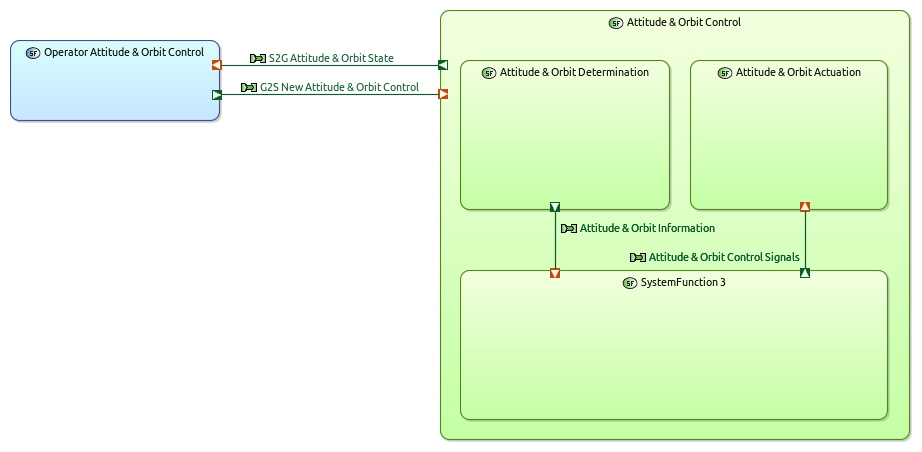 SF Attitude & Orbit Control
SF Operator Attitude & Orbit Control
S2G Attitude & Orbit State
G2S New Attitude & Orbit Control
SF Attitude & Orbit Determination
SF Attitude & Orbit Actuation
Attitude & Orbit Information
Attitude & Orbit Control Signals
SF SystemFunction 3